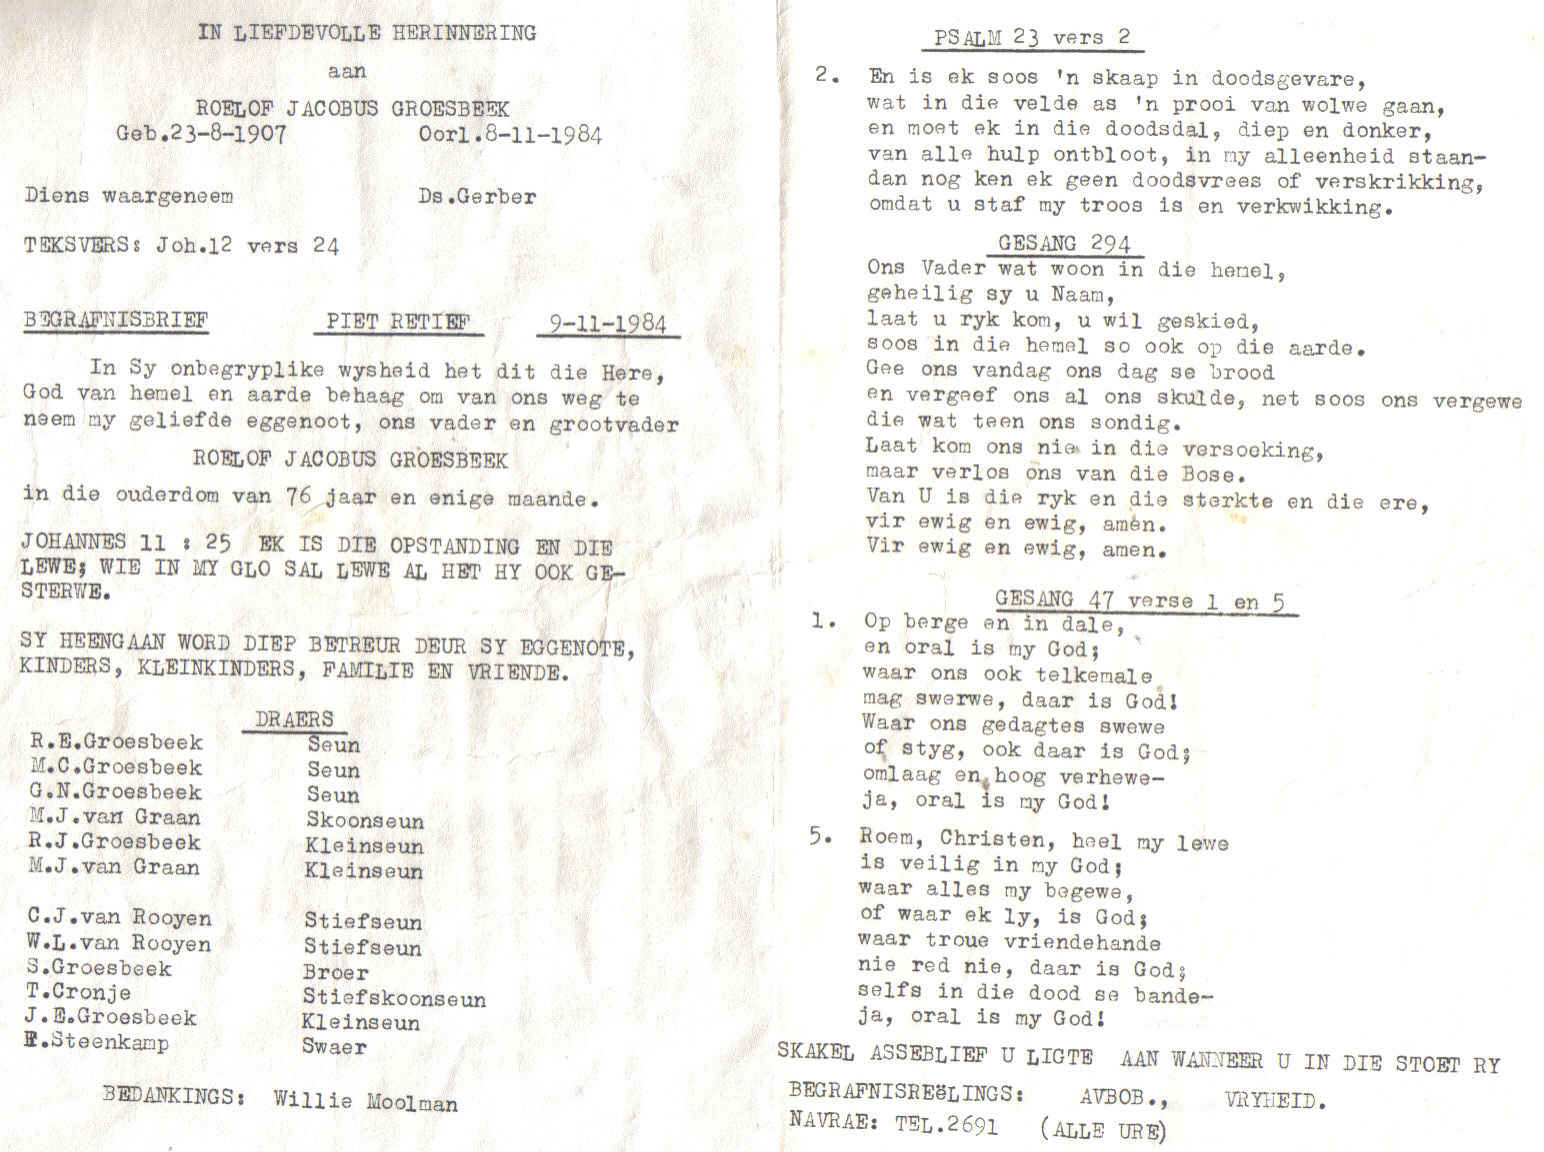 IN LIEFDEVOLLE HERINNERING
aan
ROELOF JACOBUS GROESBEEK
Geb.23-8-1907 Oorl.8-11-1984
Diens waargeneem Ds.Gerber
TEKSVERS: Joh.12 vers 24
BEGRAFNISBRIEF PIET RETIEF 9-11-1984
In Sy onbegryplike wysheid het dit die Here,
God van hemel en aarde behaag om van ons weg te
neem my geliefde eggenoot, ons vader en grootvader
ROELOF JACOBUS GROESBEEK
in die ouderdom van 76 jaar en enige maande.
JOHANNES 11 : 25 EK IS DIE OPSTANDING EN DIE
LEWE; WIE IN MY GLO SAL LEWE AL HET HY OOK GE-
STERWE.
SY HEENGAAN WORD DIEP BETREUR DEUR SY EGGENOTE,
KINDERS, KLEINKINDERS, FAMILIE EN VRIENDE.
DRAERS
R.E.Groesbeek Seun
M.C.Groesbeek Seun
G.N.Groesbeek Seun
M.J.van Graan Skoonseun
R.J.Groesbeek Kleinseun
M.J.van Graan Kleinseun
C.J.van Rooyen Stiefseun
W.L.van Rooyen Stiefseun
S.Groesbeek Broer
T.Cronje Stiefskoonseun
J.E.Groesbeek Kleinseun
Steenkamp Swaer
BEDANKINGS: Willie Moolman
PSALM 23 vers 2
2. En is ek soos 'n skaap in doodsgevare,
wat in die velde as 'n prooi van wolwe gaan,
en moet ek in die doodsdal, diep en donker,
van alle hulp ontbloot, in my alleenheid staan-
dan nog ken ek geen doodsvrees of verskrikking,
omdat u staf my troos is en verkwikking.
GESANG 294
Ons Vader wat woon in die hemel,
geheilig sy u Naam,
laat u ryk kom, u wil geskied,
soos in die hemel so ook op die aarde.
Gee ons vandag ons dag se brood
en vergeef ons al ons skulde, net soos ons vergewe
die wat teen ons sondig.
Laat kom ons nie in die versoeking,
maar verlos ons van die Bose.
Van U is die ryk en die sterkte en die ere,
vir ewig en ewig, amen.
Vir ewig en ewig, amen.
GESANG 47 verse 1 en 5
1. Op berge en in dale,
en oral is my God;
waar ons ook telkemale
mag swerwe, daar is God!
Waar ons gedagtes swewe
of styg, ook daar is God;
omlaag en hoog verhewe-
ja, oral is my God!
5. Roem, Christen, heel my lewe
is veilig in my God;
waar alles my begewe,
of waar ek ly, is God;
waar troue vriendehande
nie red nie, daar is God;
selfs in die dood se bande-
ja, oral is my God!
SKAKEL ASSEBLIEF U LIGTE AAN WANNEER U IN DIE STOET RY
BEGRAFNISREëLINGS: AVBOB., VRYHEID.
NAVRAE: TEL.2691 (ALLE URE)